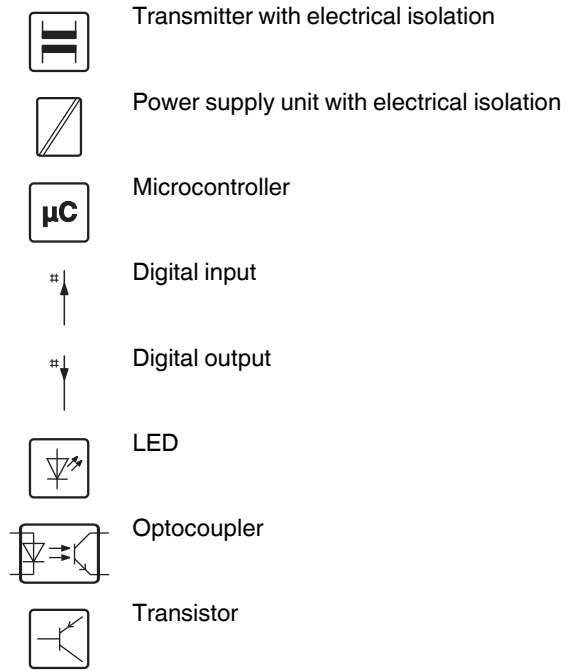 Transmitter with electrical isolation
Power supply unit with electrical isolation
µC
Microcontroller
#
Digital input
#
Digital output
LED
Optocoupler
Transistor